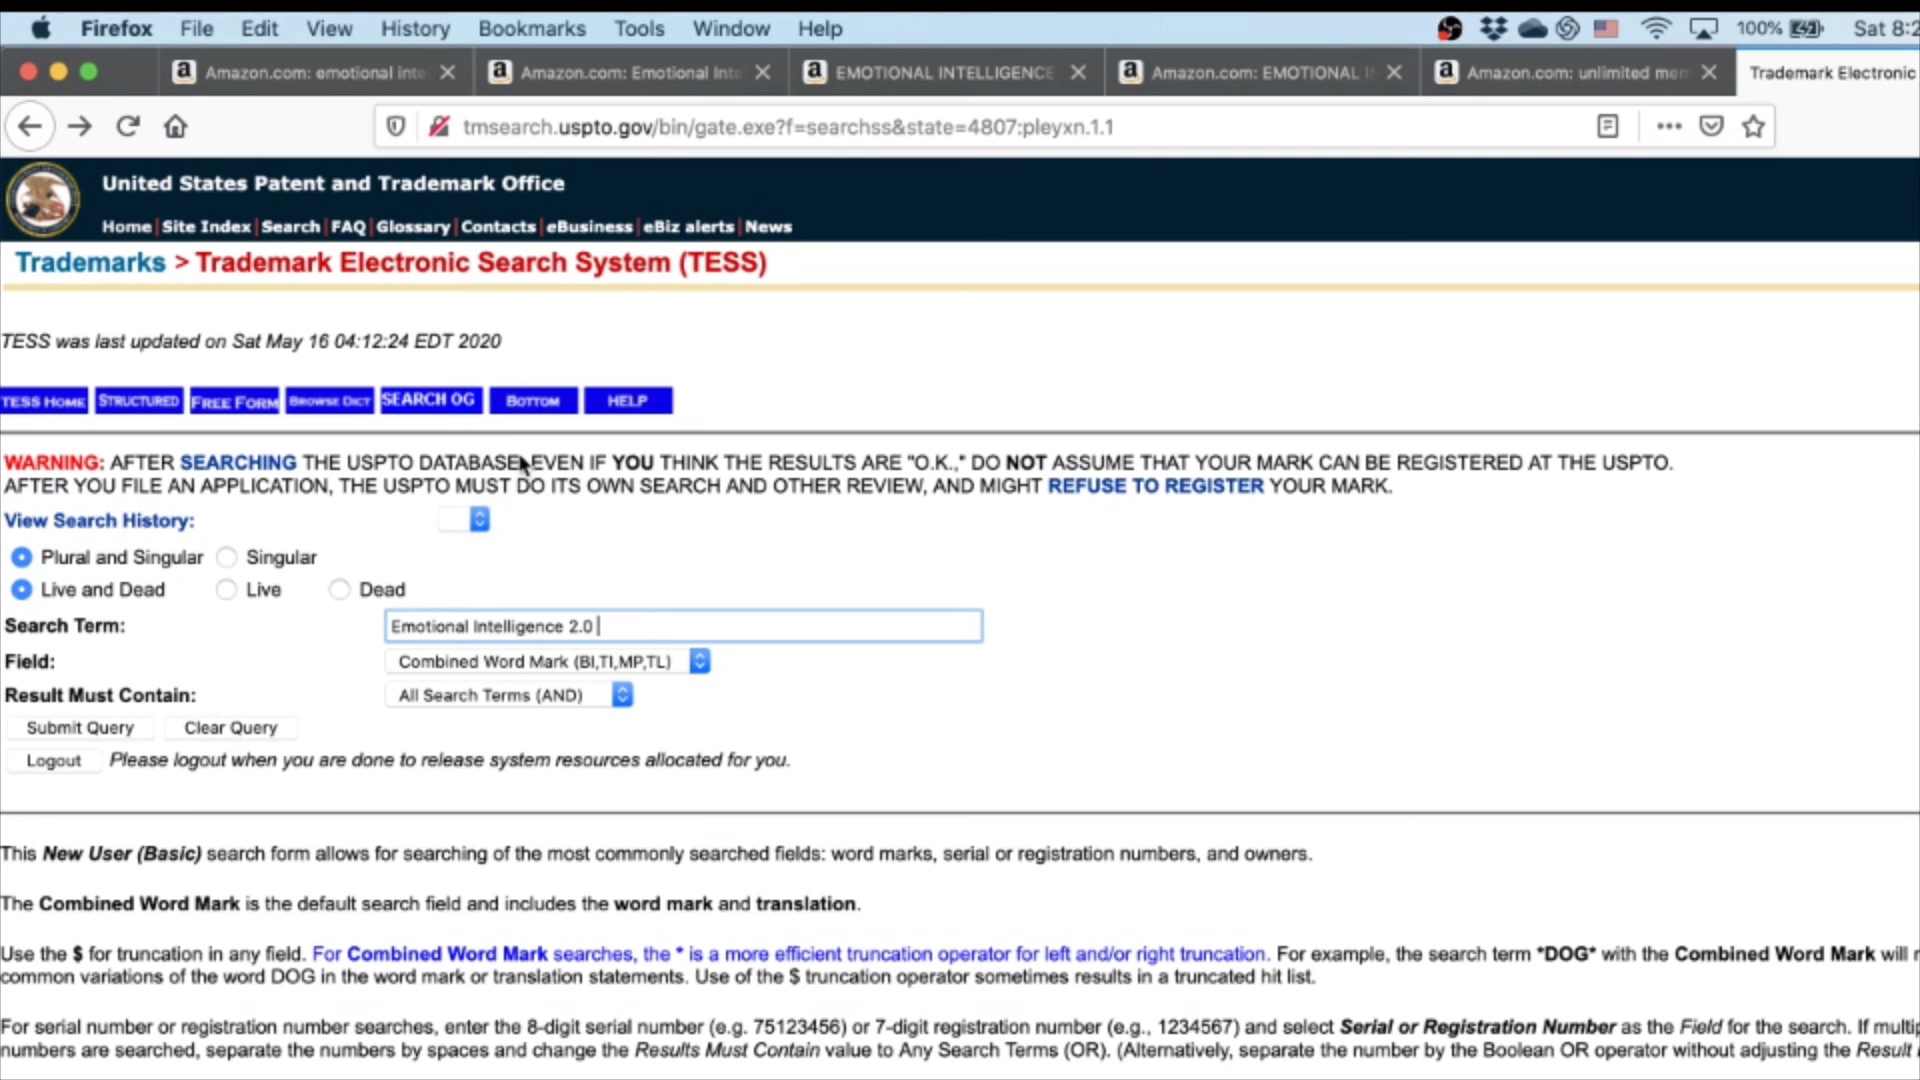 Firefox File Edit View History Bookmarks Tools Window Help 100% Sat 8:2
Amazon.com: emotional inte Amazon.com: Emotional Inte EMOTIONAL INTELLIGENCE Amazon.com: EMOTIONAL I Amazon.com: unlimited mem Trademark Electronic
tmsearch.uspto.gov/bin/gate.exe?f=searchss&state=4807:pleyxn.1.1
United States Patent and Trademark Office
Home | Site Index | Search | FAQ | Glossary | Contacts | eBusiness | eBiz alerts | News
Trademarks > Trademark Electronic Search System (TESS)
TESS was last updated on Sat May 16 04:12:24 EDT 2020
TESS HOME STRUCTURED FREE FORM BROWSE DICT SEARCH OG BOTTOM HELP
WARNING: AFTER SEARCHING THE USPTO DATABASE, EVEN IF YOU THINK THE RESULTS ARE "O.K.," DO NOT ASSUME THAT YOUR MARK CAN BE REGISTERED AT THE USPTO.
AFTER YOU FILE AN APPLICATION, THE USPTO MUST DO ITS OWN SEARCH AND OTHER REVIEW, AND MIGHT REFUSE TO REGISTER YOUR MARK.
View Search History:
Plural and Singular Singular
Live and Dead Live Dead
Search Term: Emotional Intelligence 2.0
Field: Combined Word Mark (BI,TI,MP,TL)
Result Must Contain: All Search Terms (AND)
Submit Query Clear Query
Logout Please logout when you are done to release system resources allocated for you.
This New User (Basic) search form allows for searching of the most commonly searched fields: word marks, serial or registration numbers, and owners.
The Combined Word Mark is the default search field and includes the word mark and translation.
Use the $ for truncation in any field. For Combined Word Mark searches, the * is a more efficient truncation operator for left and/or right truncation. For example, the search term *DOG* with the Combined Word Mark will
common variations of the word DOG in the word mark or translation statements. Use of the $ truncation operator sometimes results in a truncated hit list.
For serial number or registration number searches, enter the 8-digit serial number (e.g. 75123456) or 7-digit registration number (e.g., 1234567) and select Serial or Registration Number as the Field for the search. If multip
numbers are searched, separate the numbers by spaces and change the Results Must Contain value to Any Search Terms (OR). (Alternatively, separate the number by the Boolean OR operator without adjusting the Result